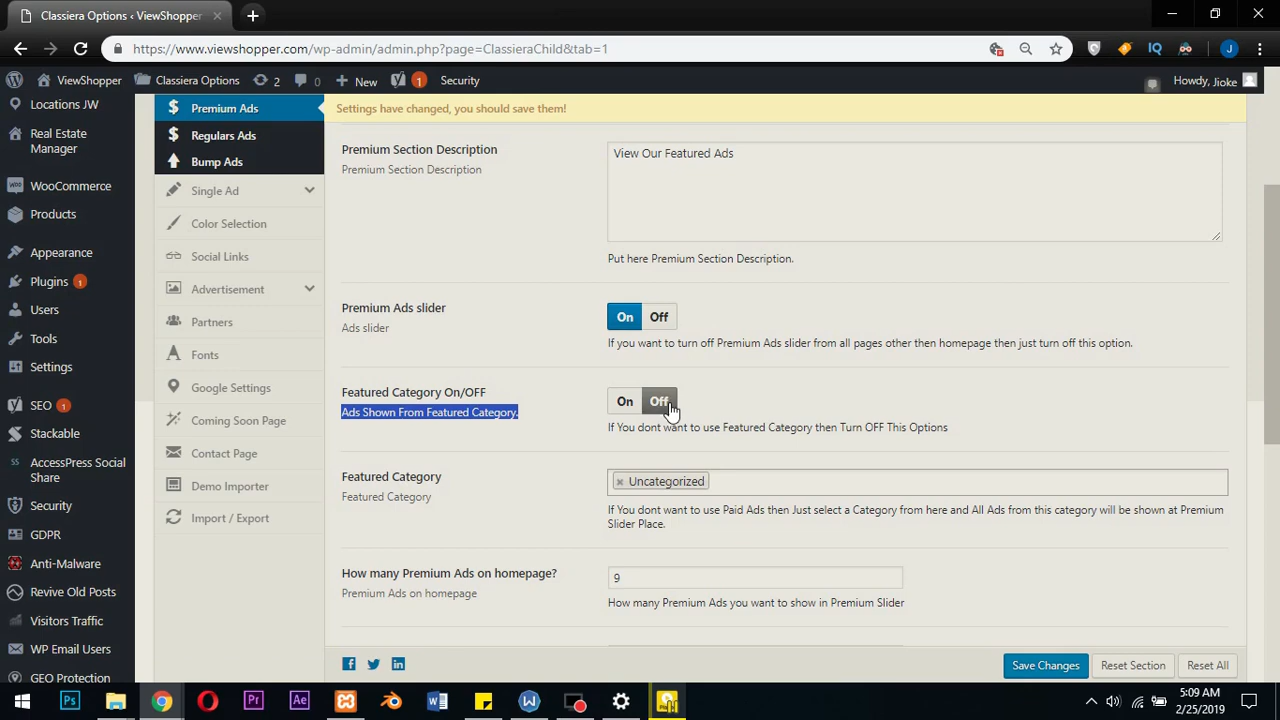 Classiera Options ‹ ViewShopper
https://www.viewshopper.com/wp-admin/admin.php?page=ClassieraChild&tab=1
ViewShopper
Classiera Options
2
0
New
1
Security
Howdy, Jioke
Locations JW
Real Estate
Manager
WooCommerce
Products
Appearance
Plugins 1
Users
Tools
Settings
SEO 1
Stackable
AccessPress Social
Share
Security
GDPR
Anti-Malware
Revive Old Posts
Visitors Traffic
WP Email Users
GEO Protection
Premium Ads
Regulars Ads
Bump Ads
Single Ad
Color Selection
Social Links
Advertisement
Partners
Fonts
Google Settings
Coming Soon Page
Contact Page
Demo Importer
Import / Export
Settings have changed, you should save them!
Premium Section Description
Premium Section Description
View Our Featured Ads
Put here Premium Section Description.
Premium Ads slider
Ads slider
On Off
If you want to turn off Premium Ads slider from all pages other then homepage then just turn off this option.
Featured Category On/OFF
Ads Shown From Featured Category.
On Off
If You dont want to use Featured Category then Turn OFF This Options
Featured Category
Featured Category
× Uncategorized
If You dont want to use Paid Ads then Just select a Category from here and All Ads from this category will be shown at Premium
Slider Place.
How many Premium Ads on homepage?
Premium Ads on homepage
9
How many Premium Ads you want to show in Premium Slider
Save Changes
Reset Section
Reset All
5:09 AM
2/25/2019